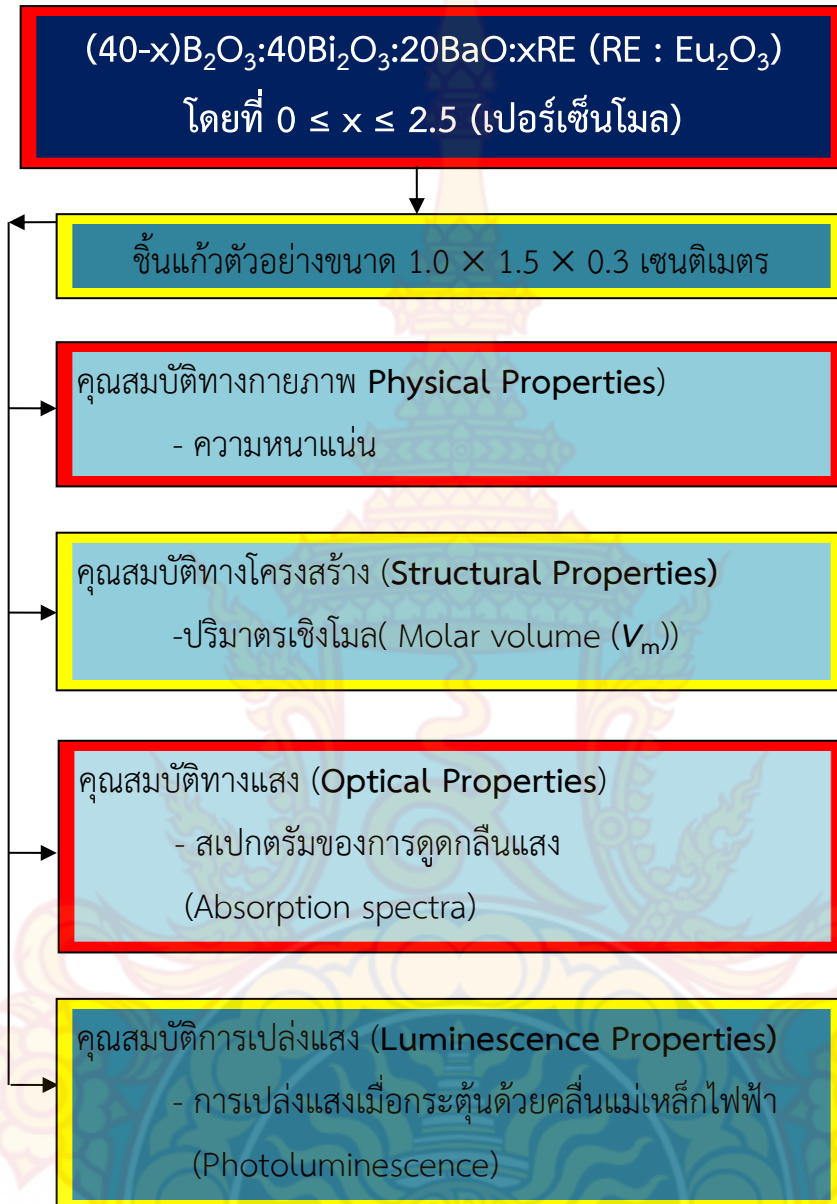 (40-x)B₂O₃:40Bi₂O₃:20BaO:xRE (RE : Eu₂O₃)
โดยที่ 0 ≤ x ≤ 2.5 (เปอร์เซ็นโมล)
ชิ้นแก้วตัวอย่างขนาด 1.0 × 1.5 × 0.3 เซนติเมตร
คุณสมบัติทางกายภาพ Physical Properties)
- ความหนาแน่น
คุณสมบัติทางโครงสร้าง (Structural Properties)
-ปริมาตรเชิงโมล( Molar volume (Vₘ))
คุณสมบัติทางแสง (Optical Properties)
- สเปกตรัมของการดูดกลืนแสง
(Absorption spectra)
คุณสมบัติการเปล่งแสง (Luminescence Properties)
- การเปล่งแสงเมื่อกระตุ้นด้วยคลื่นแม่เหล็กไฟฟ้า
(Photoluminescence)